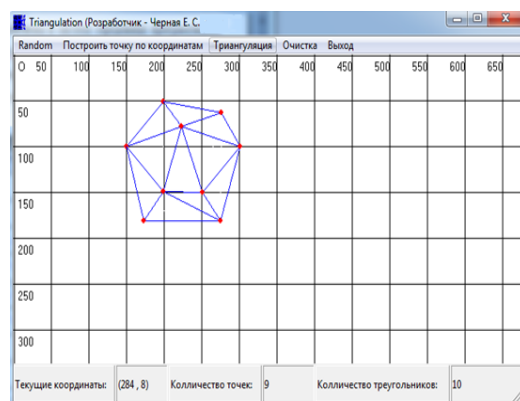 Triangulation (Разработчик - Черная Е. С.
Random Построить точку по координатам Триангуляция Очистка Выход
O 50 100 150 200 250 300 350 400 450 500 550 600 650
50
100
150
200
250
300
Текущие координаты: (284 , 8) Колличество точек: 9 Колличество треугольников: 10